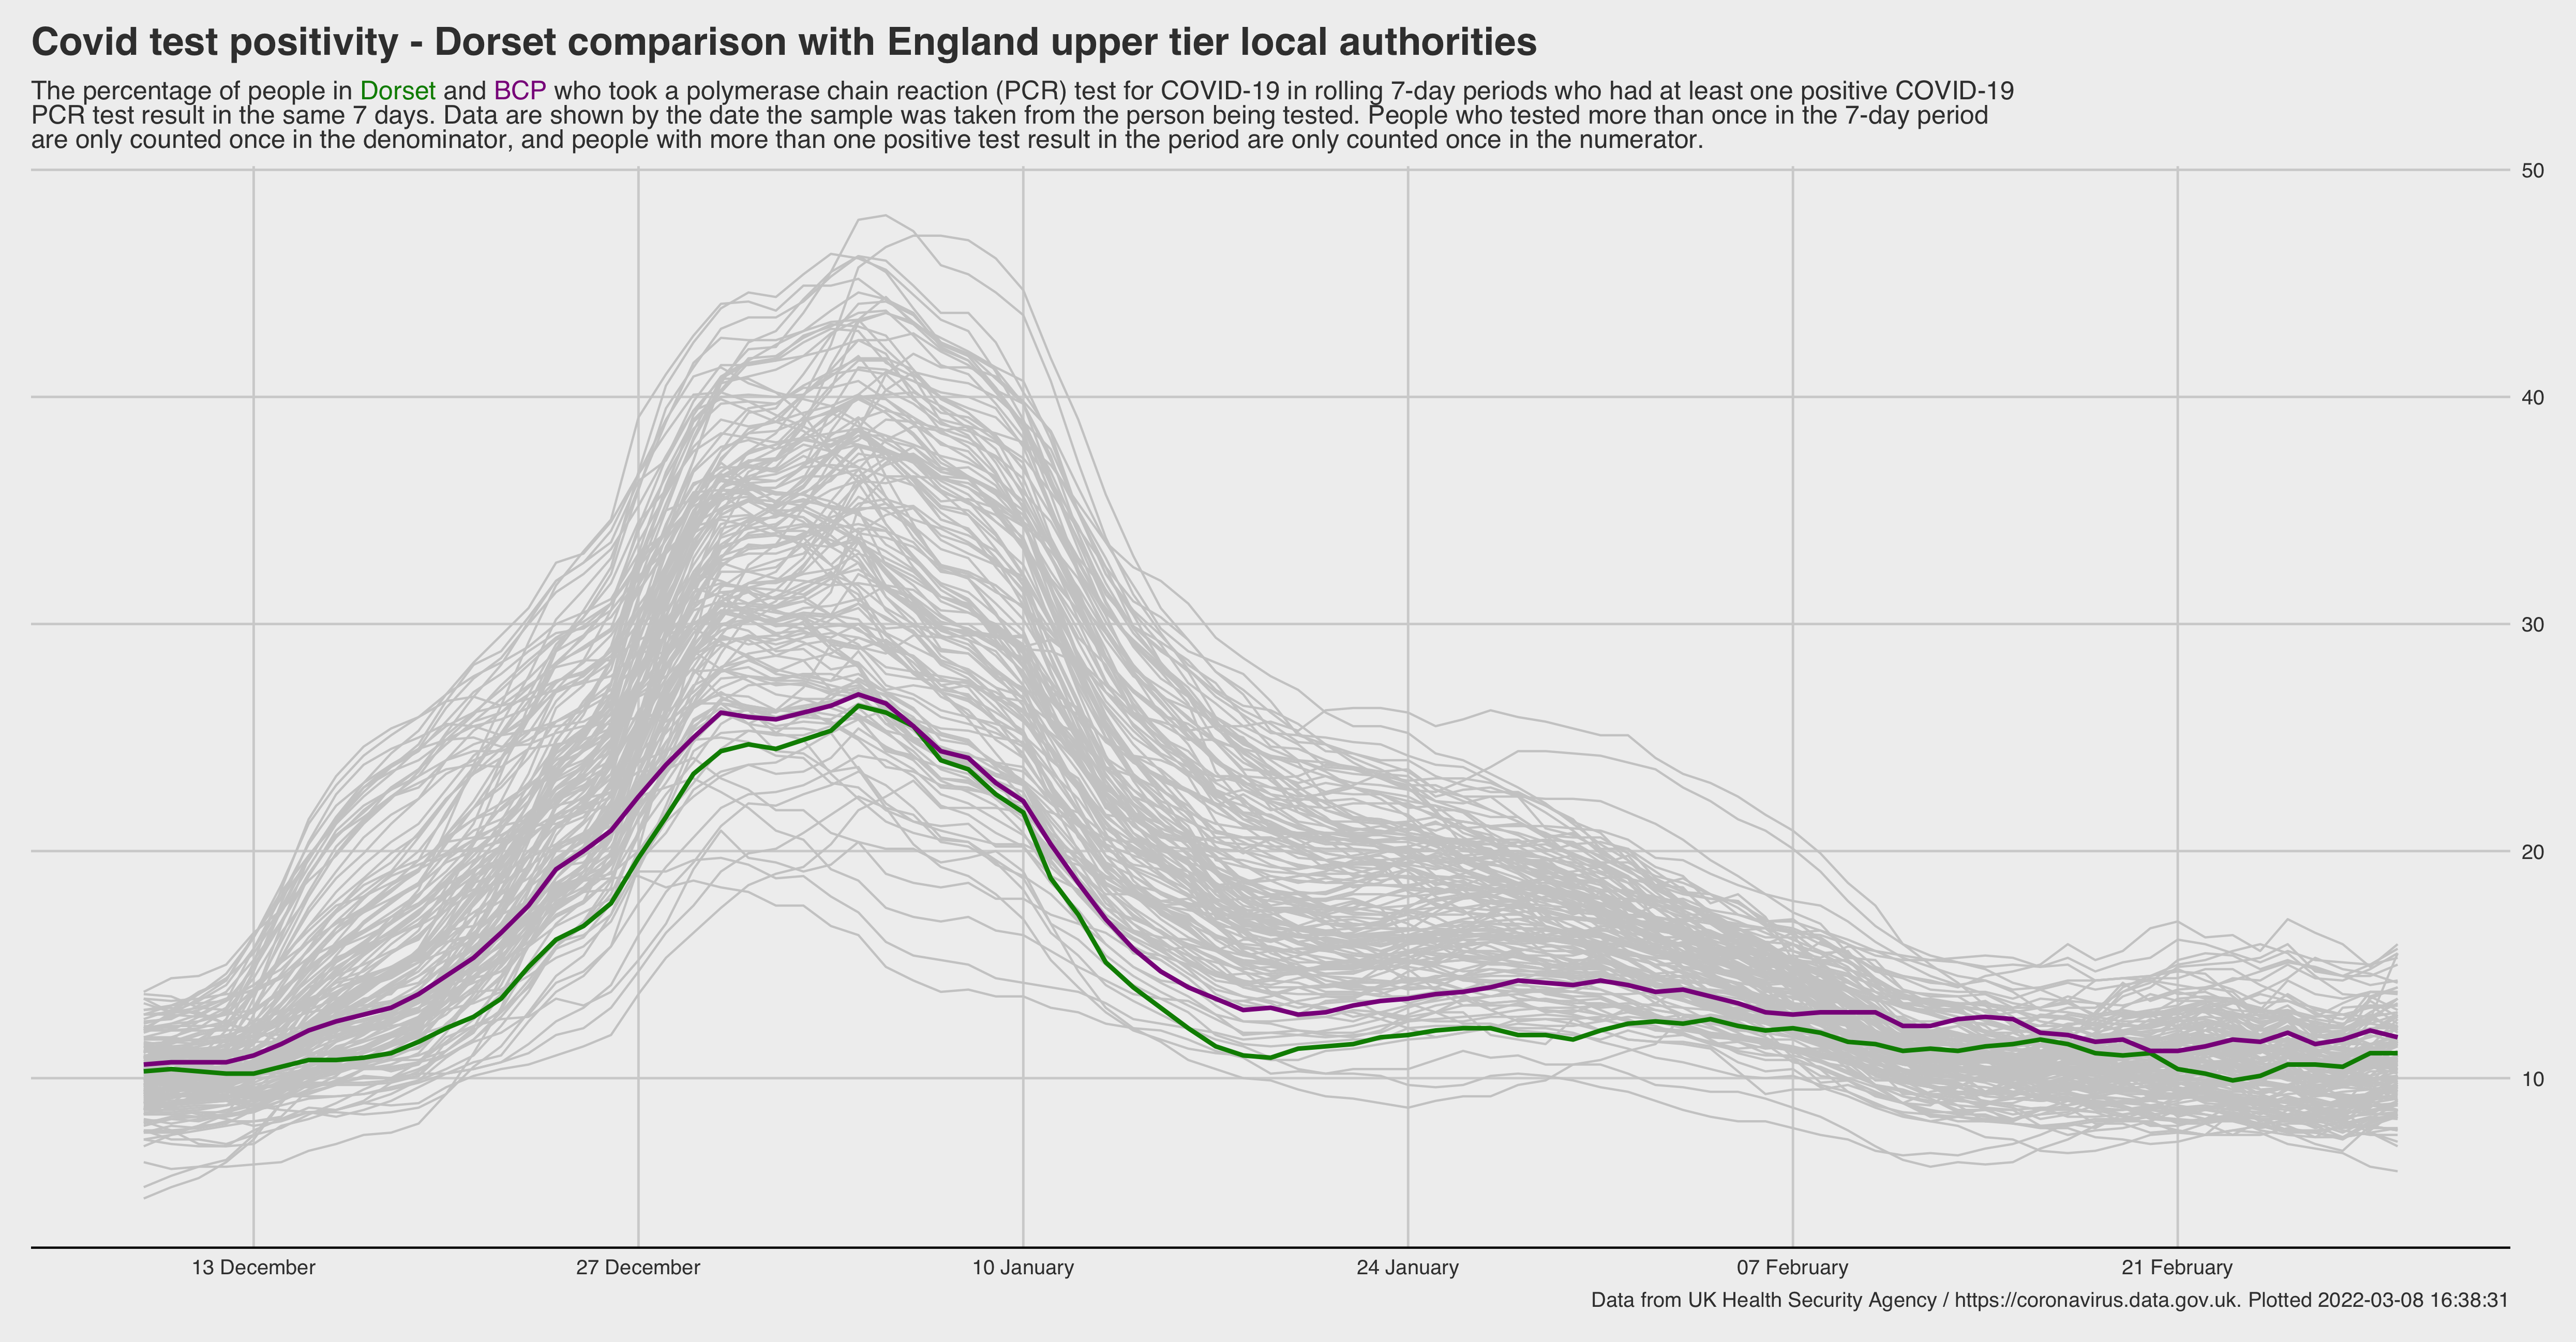 Covid test positivity - Dorset comparison with England upper tier local authorities
The percentage of people in Dorset and BCP who took a polymerase chain reaction (PCR) test for COVID-19 in rolling 7-day periods who had at least one positive COVID-19
PCR test result in the same 7 days. Data are shown by the date the sample was taken from the person being tested. People who tested more than once in the 7-day period
are only counted once in the denominator, and people with more than one positive test result in the period are only counted once in the numerator.
50
40
30
20
10
13 December
27 December
10 January
24 January
07 February
21 February
Data from UK Health Security Agency / https://coronavirus.data.gov.uk. Plotted 2022-03-08 16:38:31